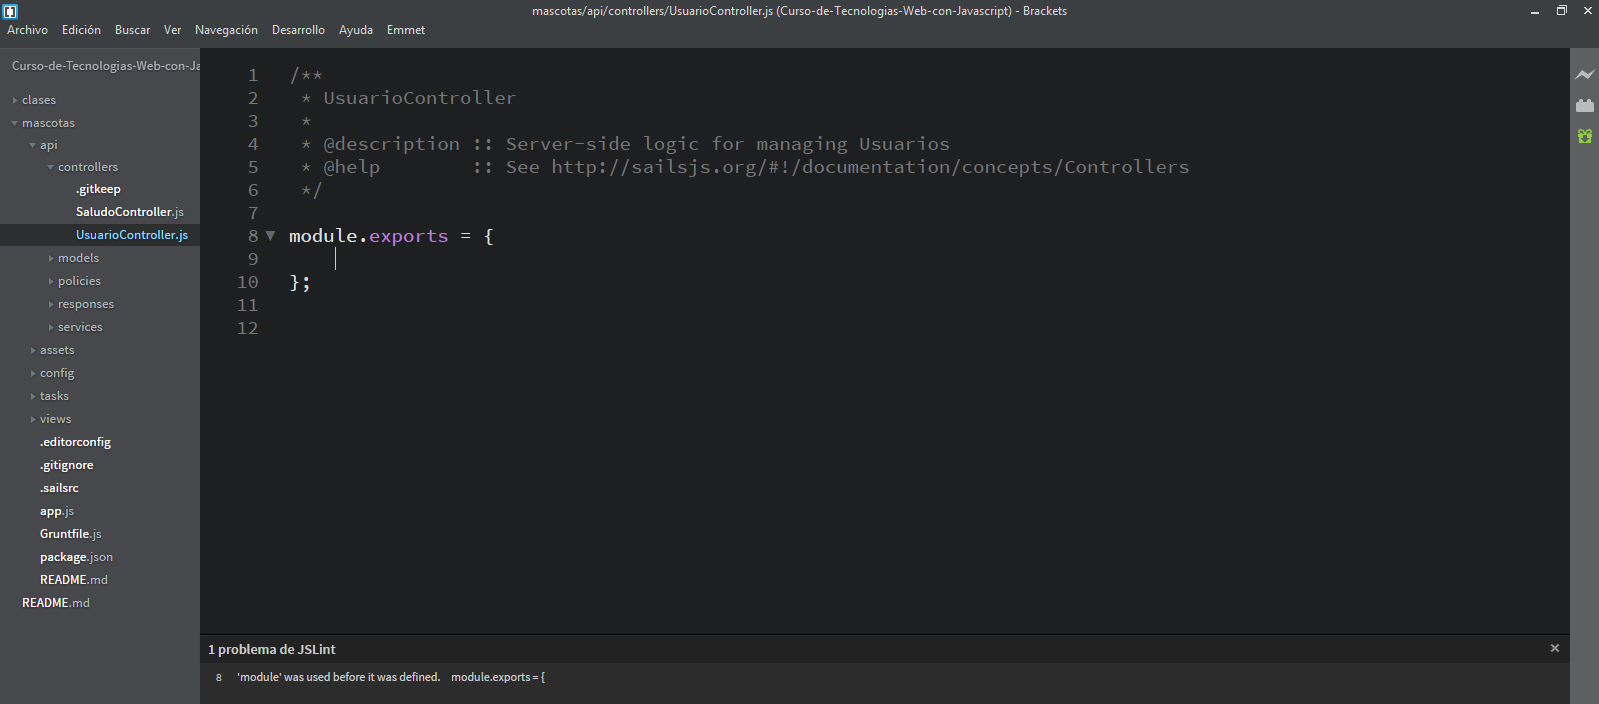 mascotas/api/controllers/UsuarioController.js (Curso-de-Tecnologias-Web-con-Javascript) - Brackets
Archivo Edición Buscar Ver Navegación Desarrollo Ayuda Emmet
Curso-de-Tecnologias-Web-con-Ja
clases
mascotas
api
controllers
.gitkeep
SaludoController.js
UsuarioController.js
models
policies
responses
services
assets
config
tasks
views
.editorconfig
.gitignore
.sailsrc
app.js
Gruntfile.js
package.json
README.md
README.md
1 /**
2 * UsuarioController
3 *
4 * @description :: Server-side logic for managing Usuarios
5 * @help :: See http://sailsjs.org/#!/documentation/concepts/Controllers
6 */
7
8 module.exports = {
9
10 };
11
12
1 problema de JSLint
8 'module' was used before it was defined. module.exports = {